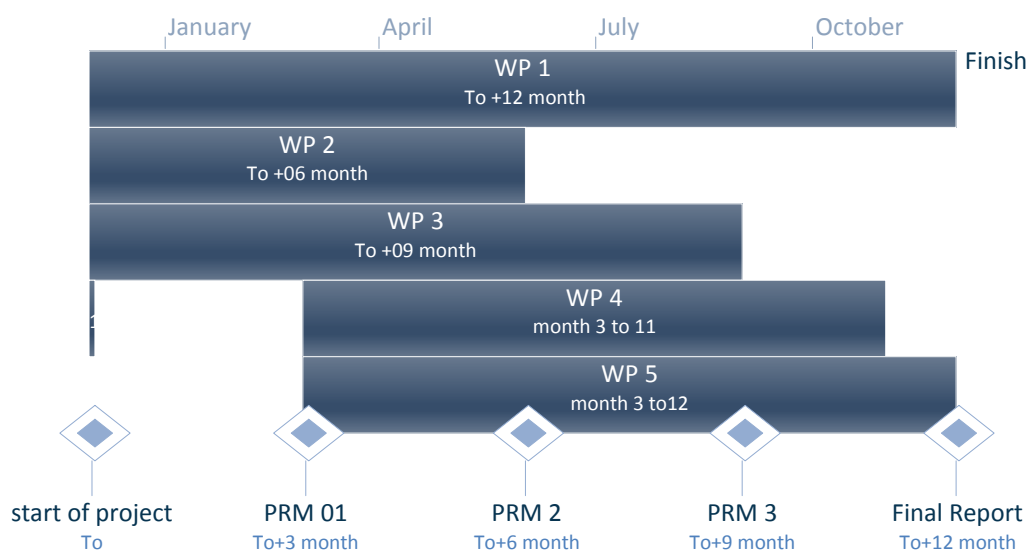 January April July October
Finish
WP 1
To +12 month
WP 2
To +06 month
WP 3
To +09 month
WP 4
month 3 to 11
WP 5
month 3 to12
start of project PRM 01 PRM 2 PRM 3 Final Report
To To+3 month To+6 month To+9 month To+12 month